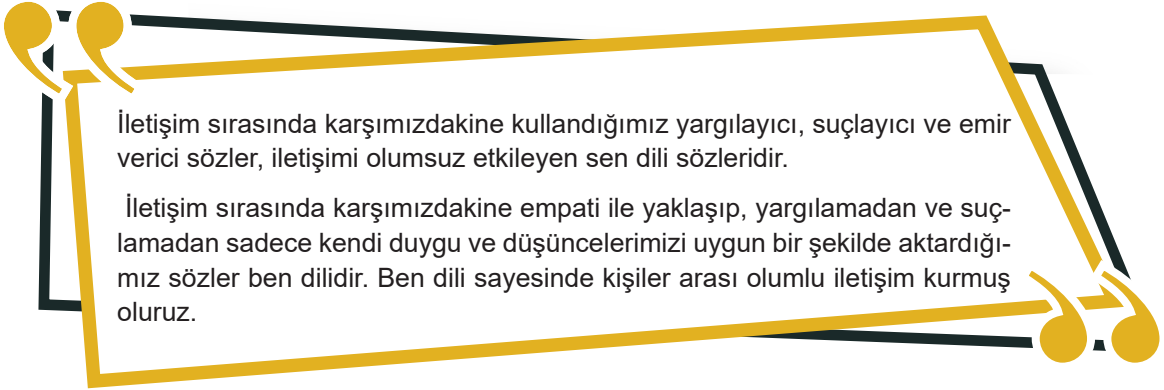 İletişim sırasında karşımızdakine kullandığımız yargılayıcı, suçlayıcı ve emir
verici sözler, iletişimi olumsuz etkileyen sen dili sözleridir.
İletişim sırasında karşımızdakine empati ile yaklaşıp, yargılamadan ve suç-
lamadan sadece kendi duygu ve düşüncelerimizi uygun bir şekilde aktardığı-
mız sözler ben dilidir. Ben dili sayesinde kişiler arası olumlu iletişim kurmuş
oluruz.